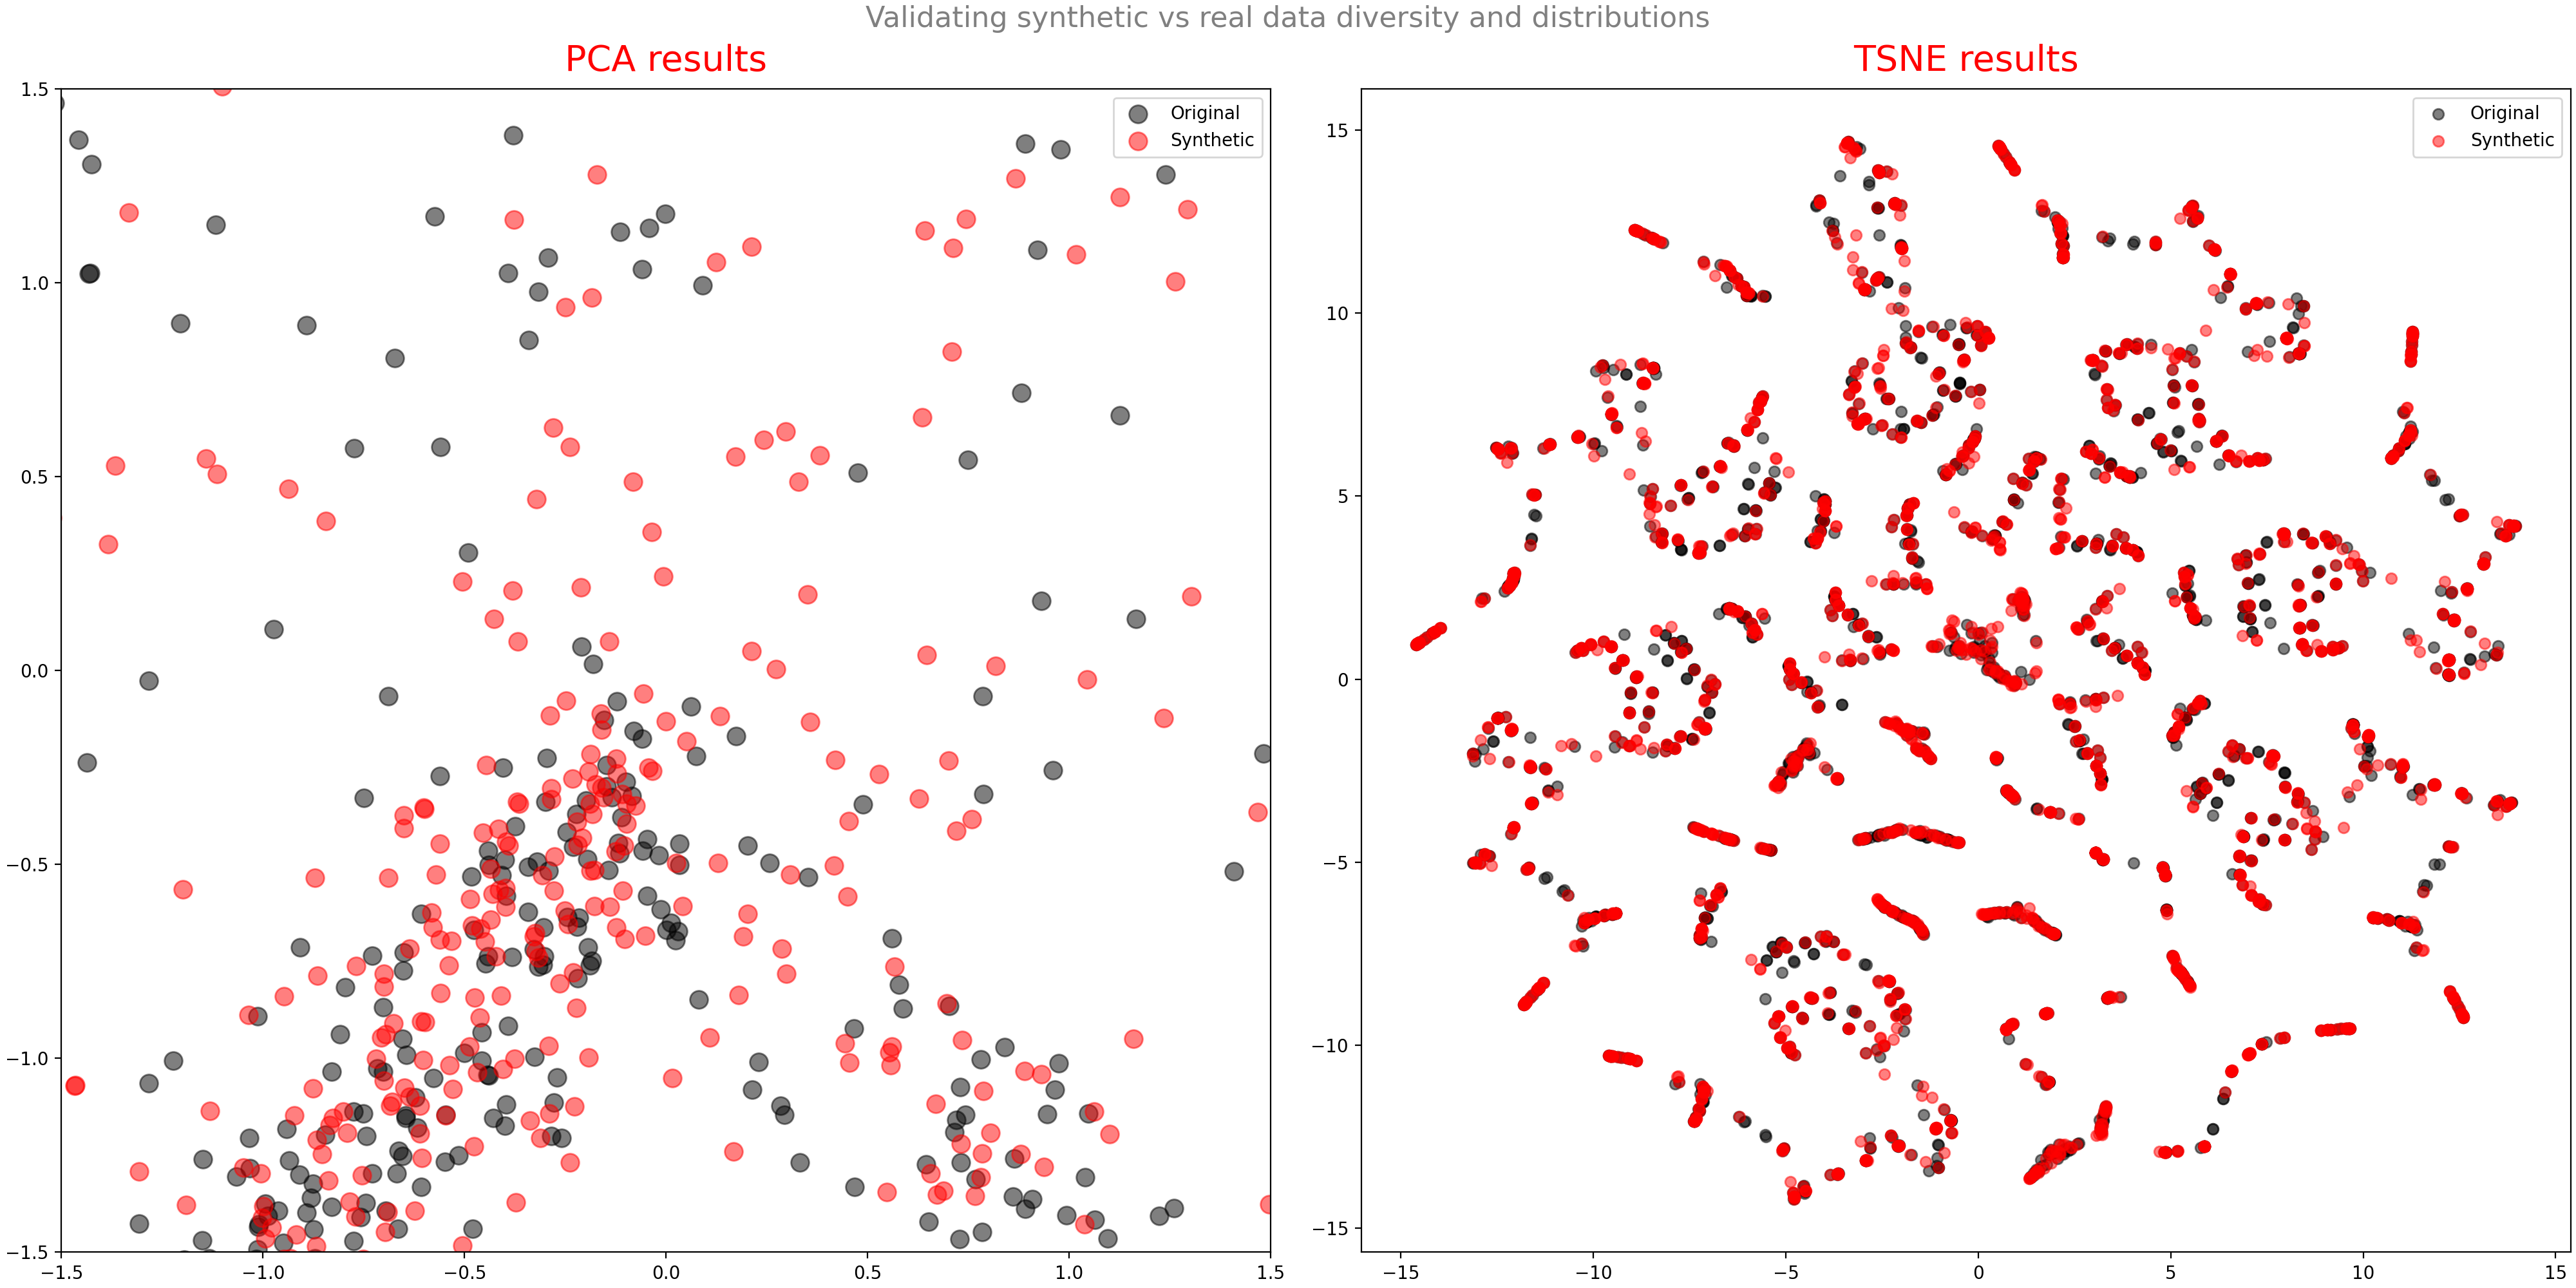 Validating synthetic vs real data diversity and distributions
PCA results
TSNE results
Original
Synthetic
Original
Synthetic
1.5
1.0
0.5
0.0
−0.5
−1.0
−1.5
−1.5 −1.0 −0.5 0.0 0.5 1.0 1.5
15
10
5
0
−5
−10
−15
−15 −10 −5 0 5 10 15